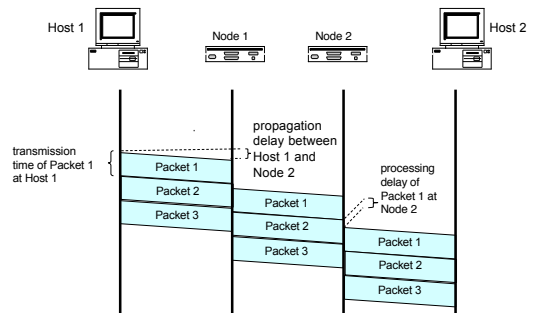 Host 1
Node 1
Node 2
Host 2
transmission
time of Packet 1
at Host 1
propagation
delay between
Host 1 and
Node 2
processing
delay of
Packet 1 at
Node 2
Packet 1
Packet 2
Packet 3
Packet 1
Packet 2
Packet 3
Packet 1
Packet 2
Packet 3